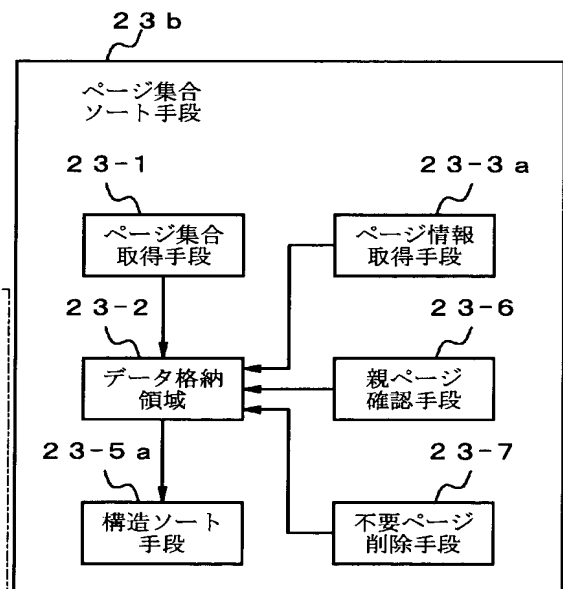 23b
ページ集合
ソート手段
23-1
ページ集合
取得手段
23-3a
ページ情報
取得手段
23-2
データ格納
領域
23-6
親ページ
確認手段
23-5a
構造ソート
手段
23-7
不要ページ
削除手段